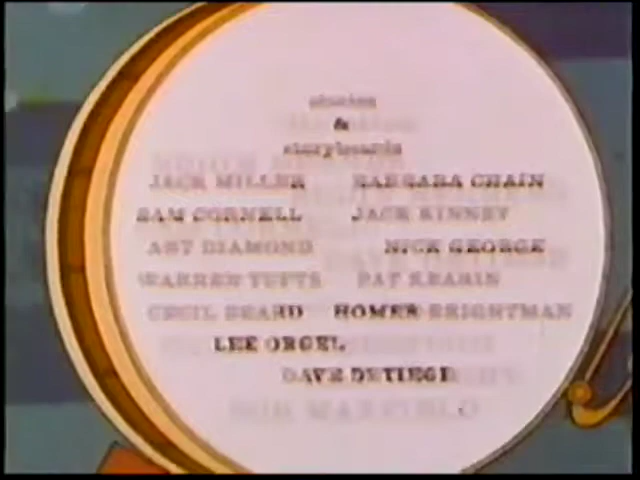 stories
&
storyboards
JACK MILLER BARBARA CHAIN
SAM CORNELL JACK KINNEY
ART DIAMOND NICK GEORGE
WARREN TUFTS PAT KEARIN
CECIL BEARD HOMER BRIGHTMAN
LEE ORGEL
DAVE DETIEGE